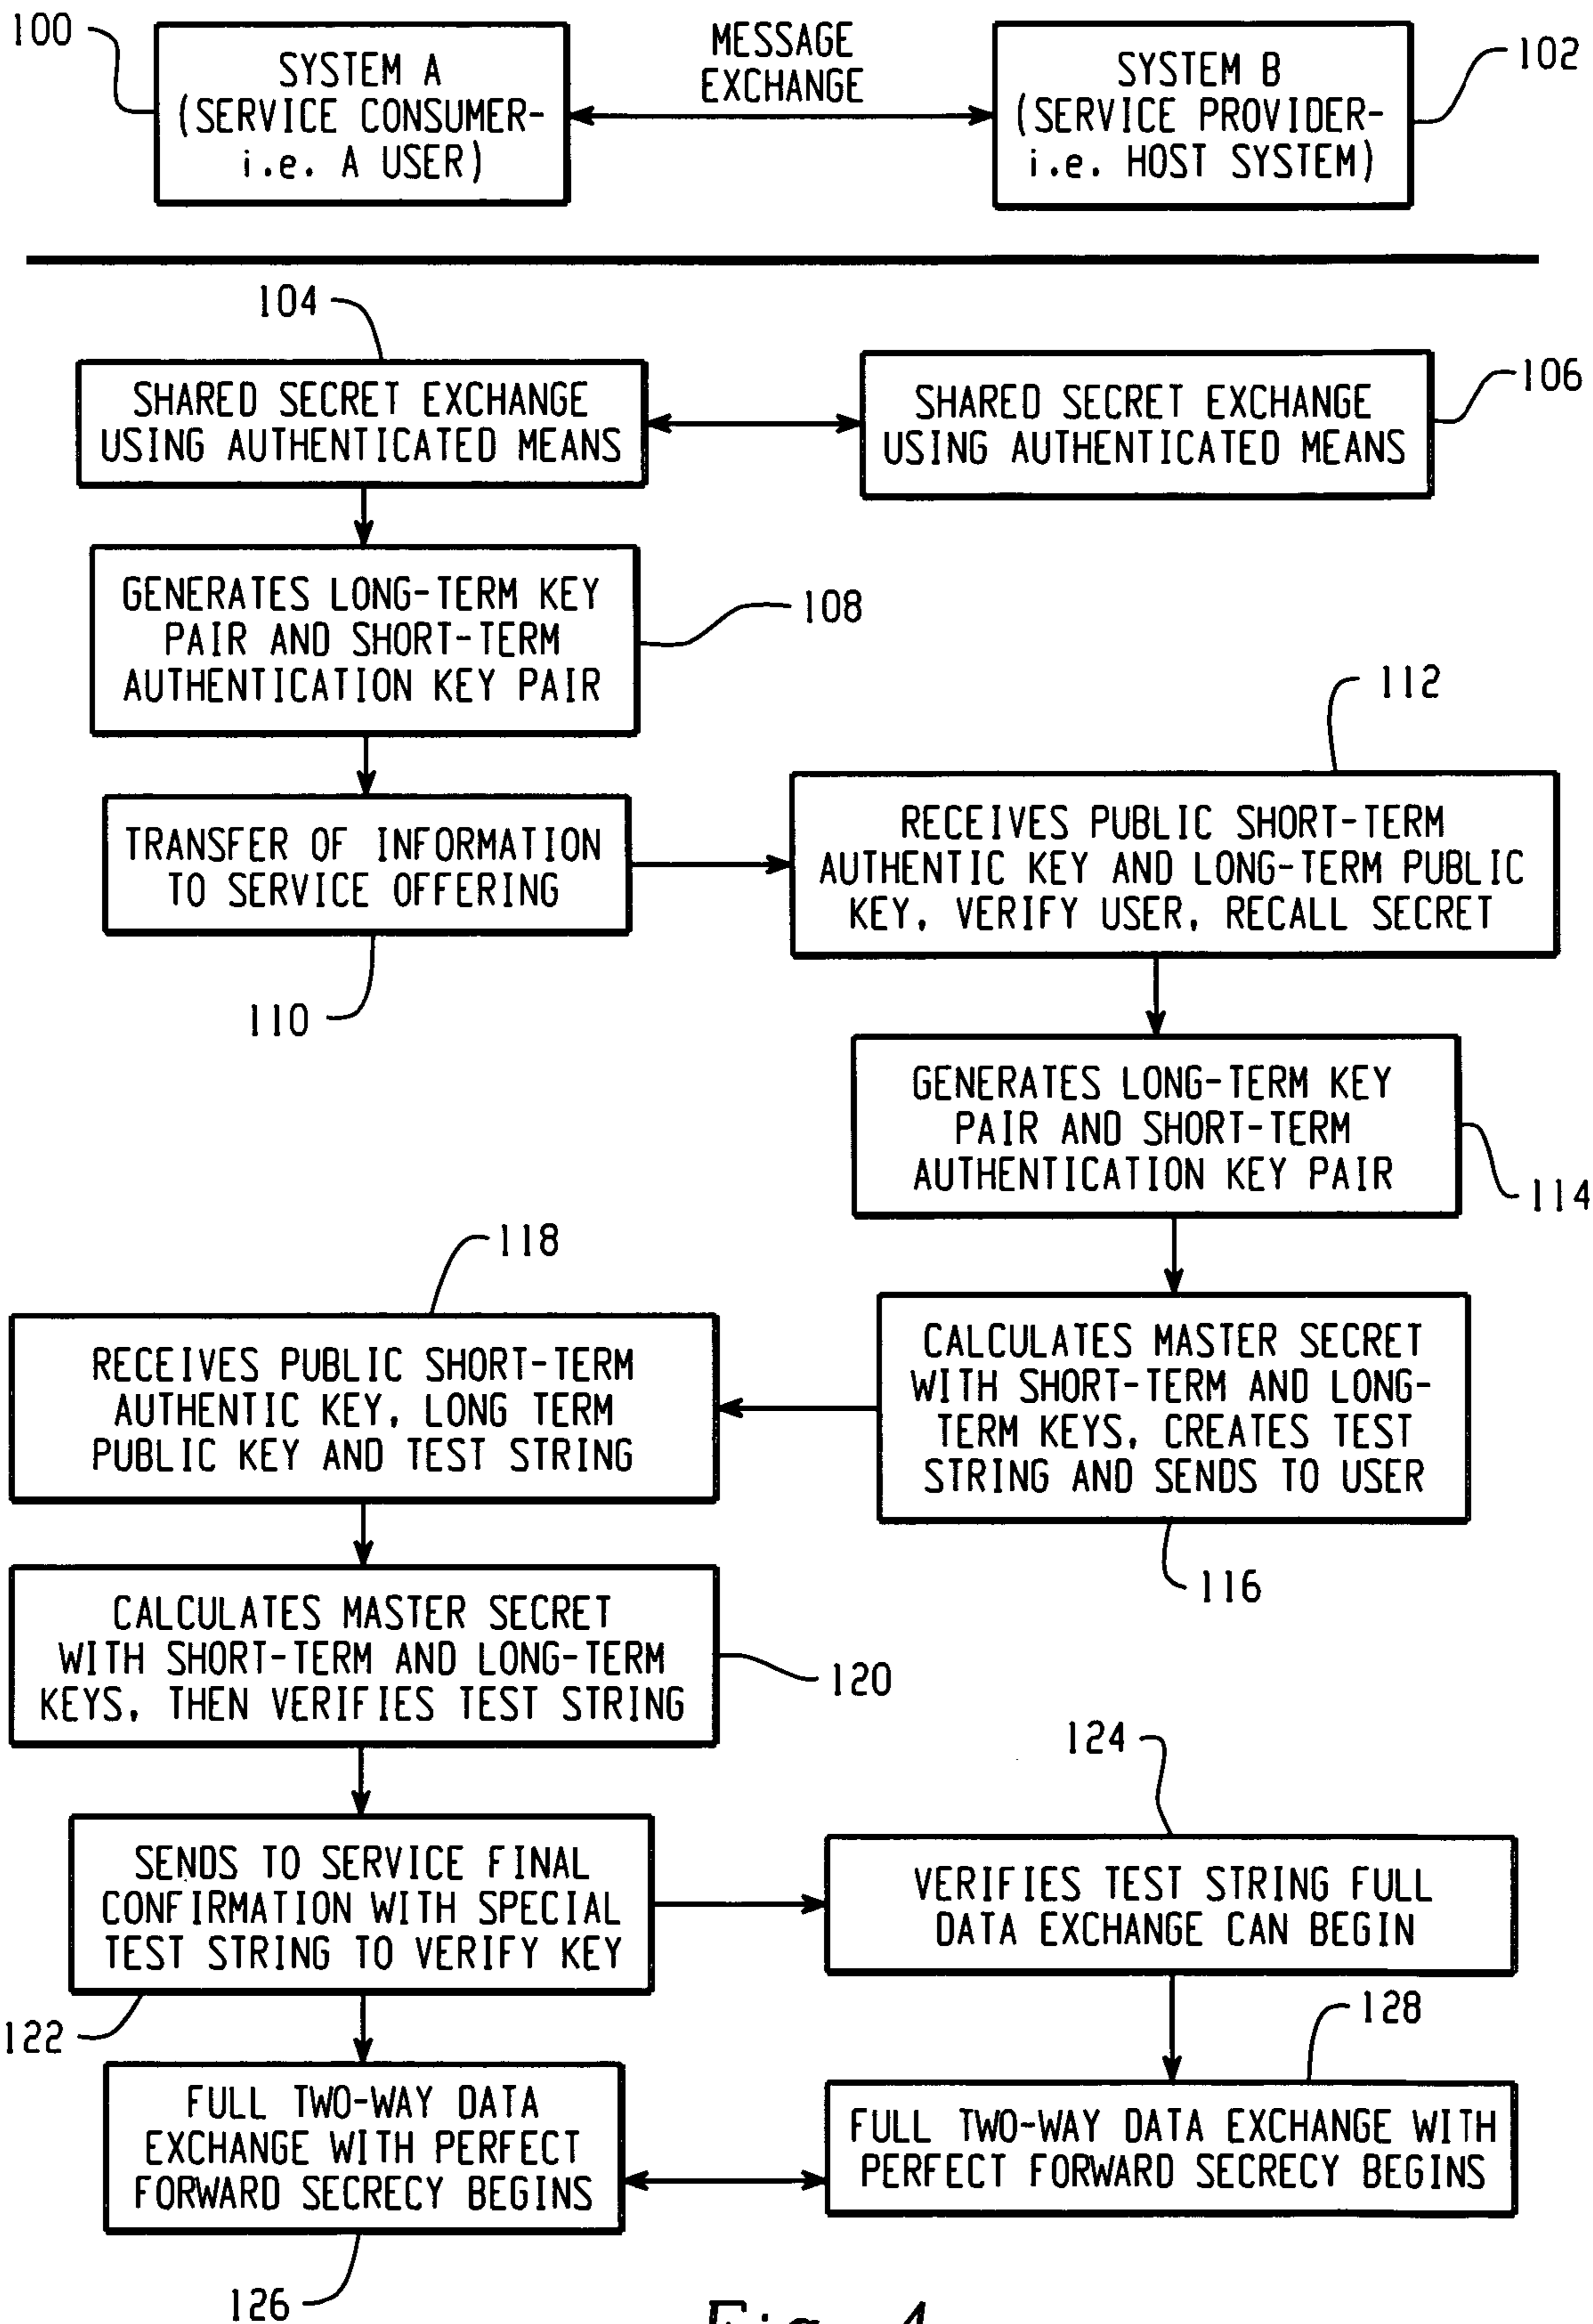 100
SYSTEM A
(SERVICE CONSUMER-
i.e. A USER)
MESSAGE
EXCHANGE
SYSTEM B
(SERVICE PROVIDER-
i.e. HOST SYSTEM)
102
104
SHARED SECRET EXCHANGE
USING AUTHENTICATED MEANS
SHARED SECRET EXCHANGE
USING AUTHENTICATED MEANS
106
GENERATES LONG-TERM KEY
PAIR AND SHORT-TERM
AUTHENTICATION KEY PAIR
108
112
TRANSFER OF INFORMATION
TO SERVICE OFFERING
110
RECEIVES PUBLIC SHORT-TERM
AUTHENTIC KEY AND LONG-TERM PUBLIC
KEY, VERIFY USER, RECALL SECRET
GENERATES LONG-TERM KEY
PAIR AND SHORT-TERM
AUTHENTICATION KEY PAIR
114
118
CALCULATES MASTER SECRET
WITH SHORT-TERM AND LONG-
TERM KEYS, CREATES TEST
STRING AND SENDS TO USER
116
RECEIVES PUBLIC SHORT-TERM
AUTHENTIC KEY, LONG TERM
PUBLIC KEY AND TEST STRING
CALCULATES MASTER SECRET
WITH SHORT-TERM AND LONG-TERM
KEYS, THEN VERIFIES TEST STRING
120
124
SENDS TO SERVICE FINAL
CONFIRMATION WITH SPECIAL
TEST STRING TO VERIFY KEY
122
VERIFIES TEST STRING FULL
DATA EXCHANGE CAN BEGIN
128
FULL TWO-WAY DATA
EXCHANGE WITH PERFECT
FORWARD SECRECY BEGINS
126
FULL TWO-WAY DATA EXCHANGE WITH
PERFECT FORWARD SECRECY BEGINS